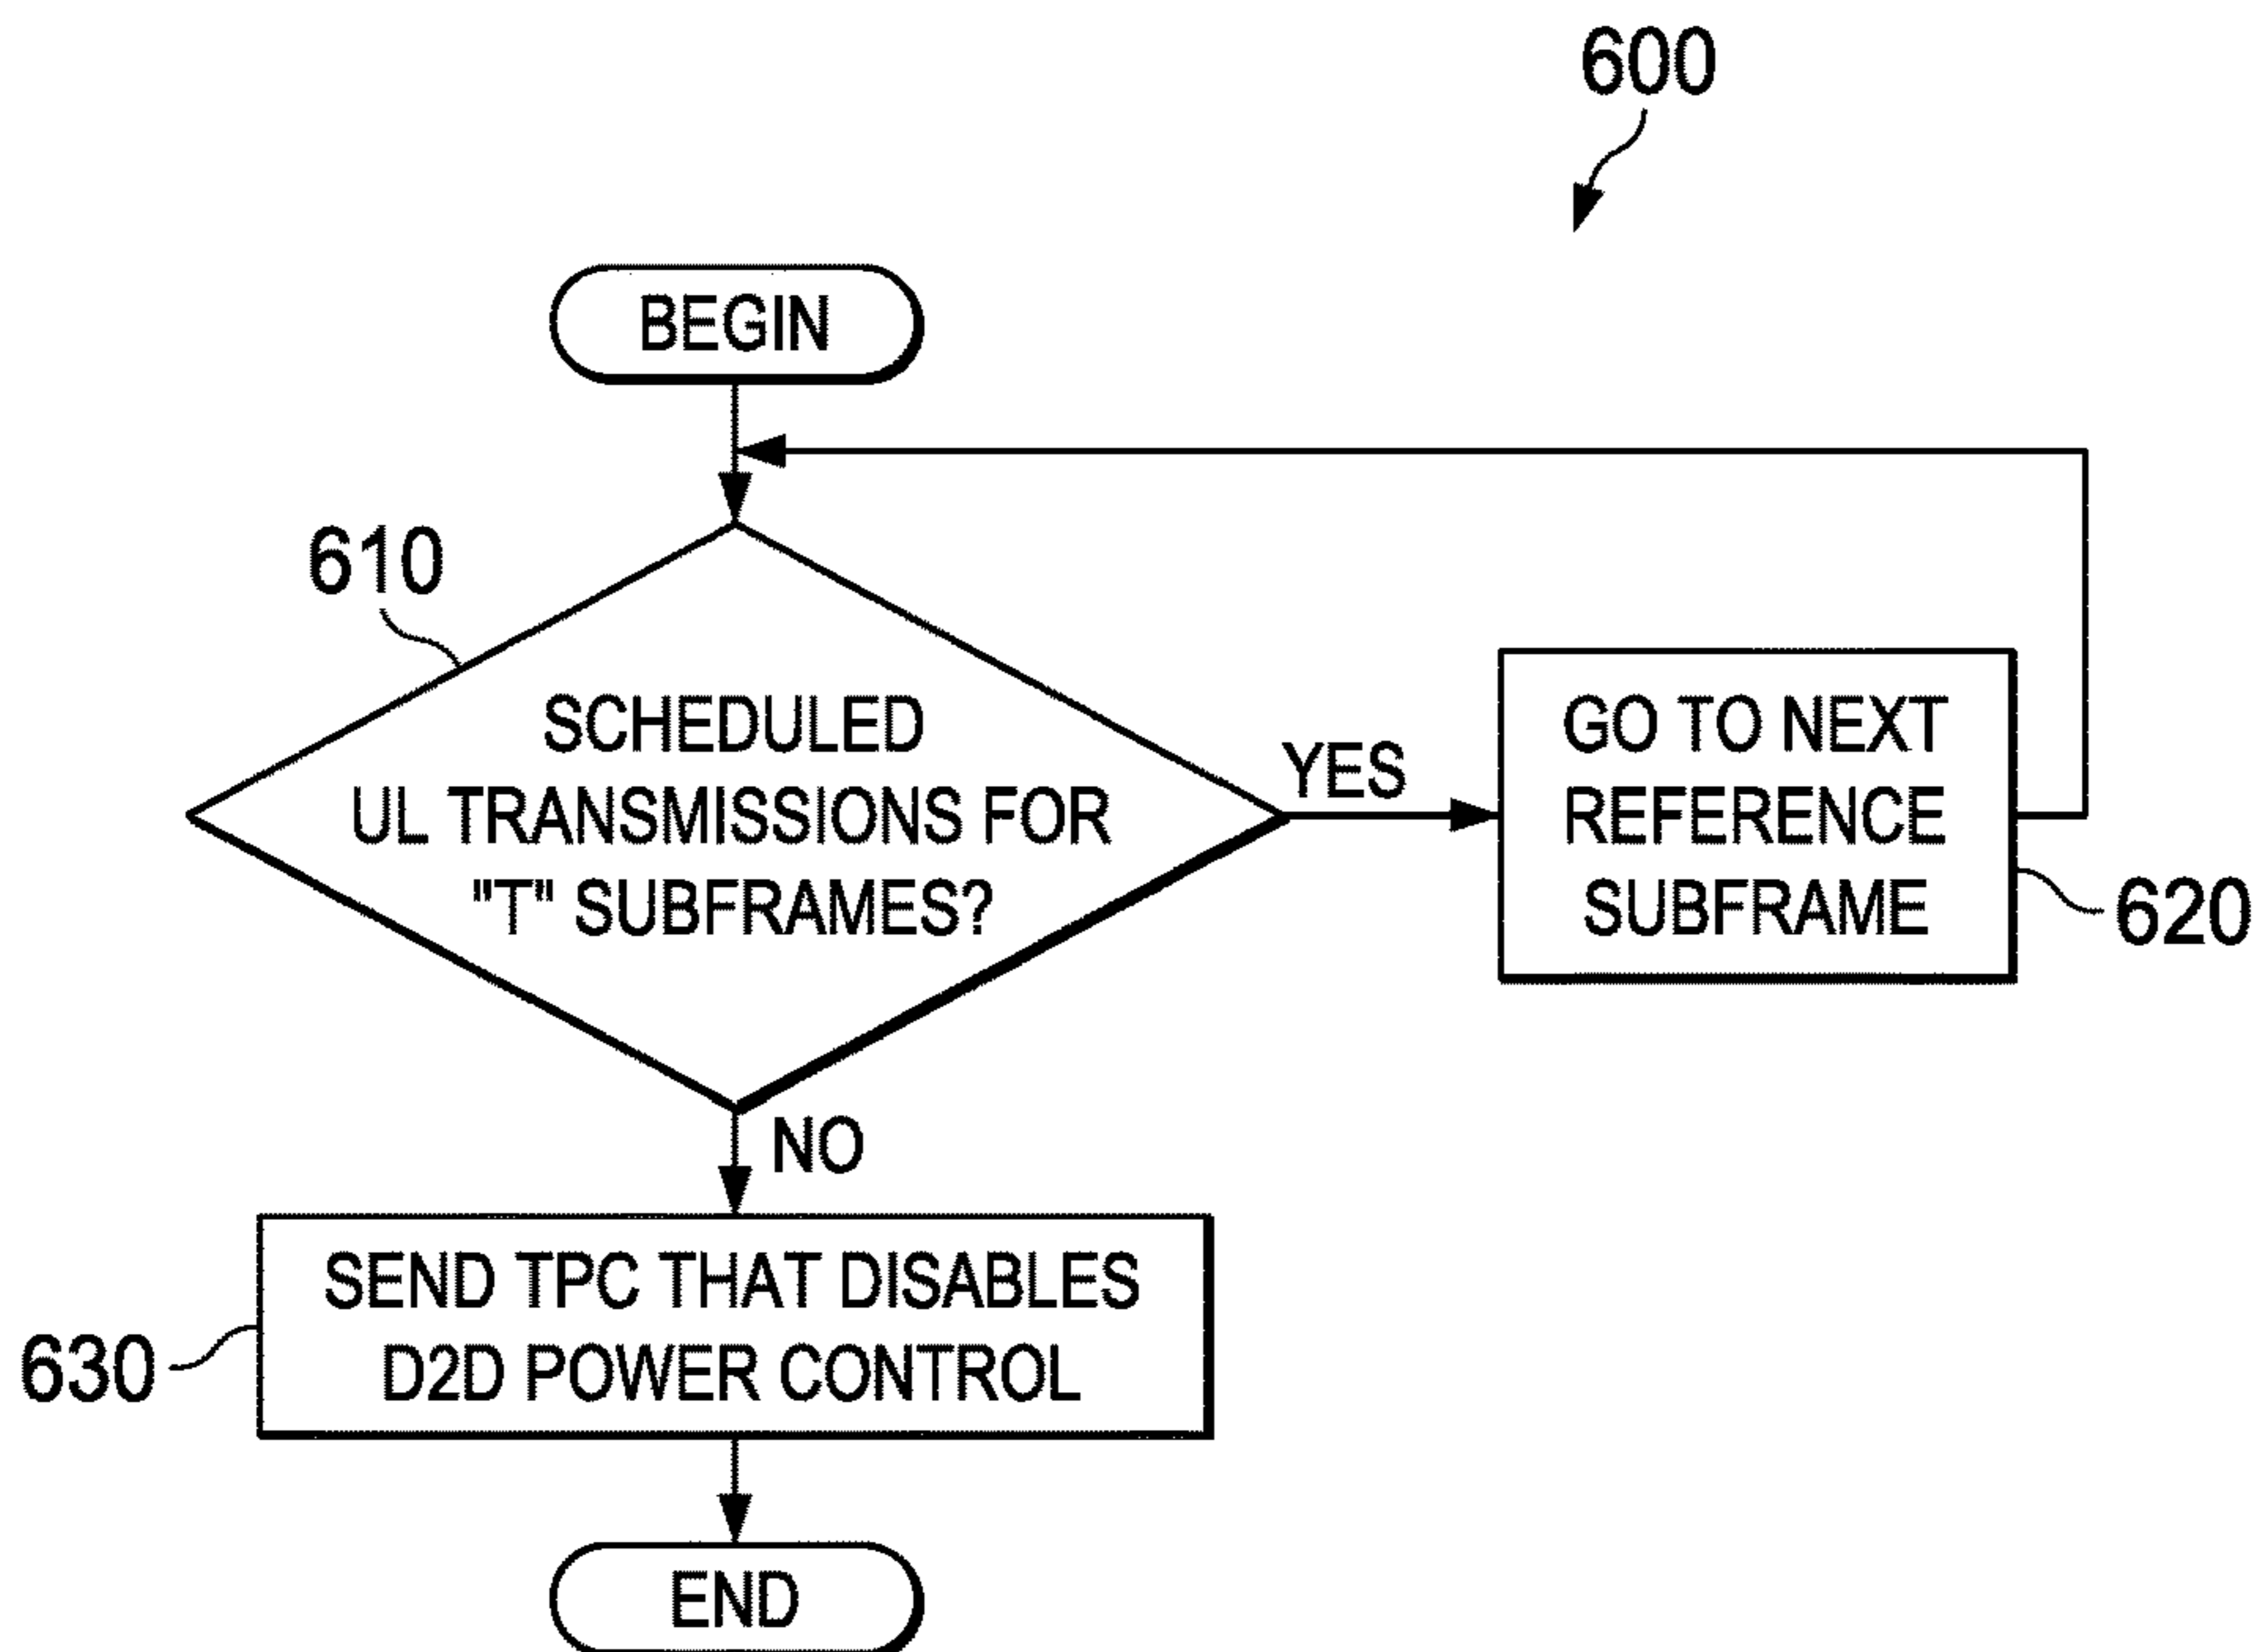 600
BEGIN
610
SCHEDULED
UL TRANSMISSIONS FOR
"T" SUBFRAMES?
YES
GO TO NEXT
REFERENCE
SUBFRAME
620
NO
SEND TPC THAT DISABLES
D2D POWER CONTROL
630
END